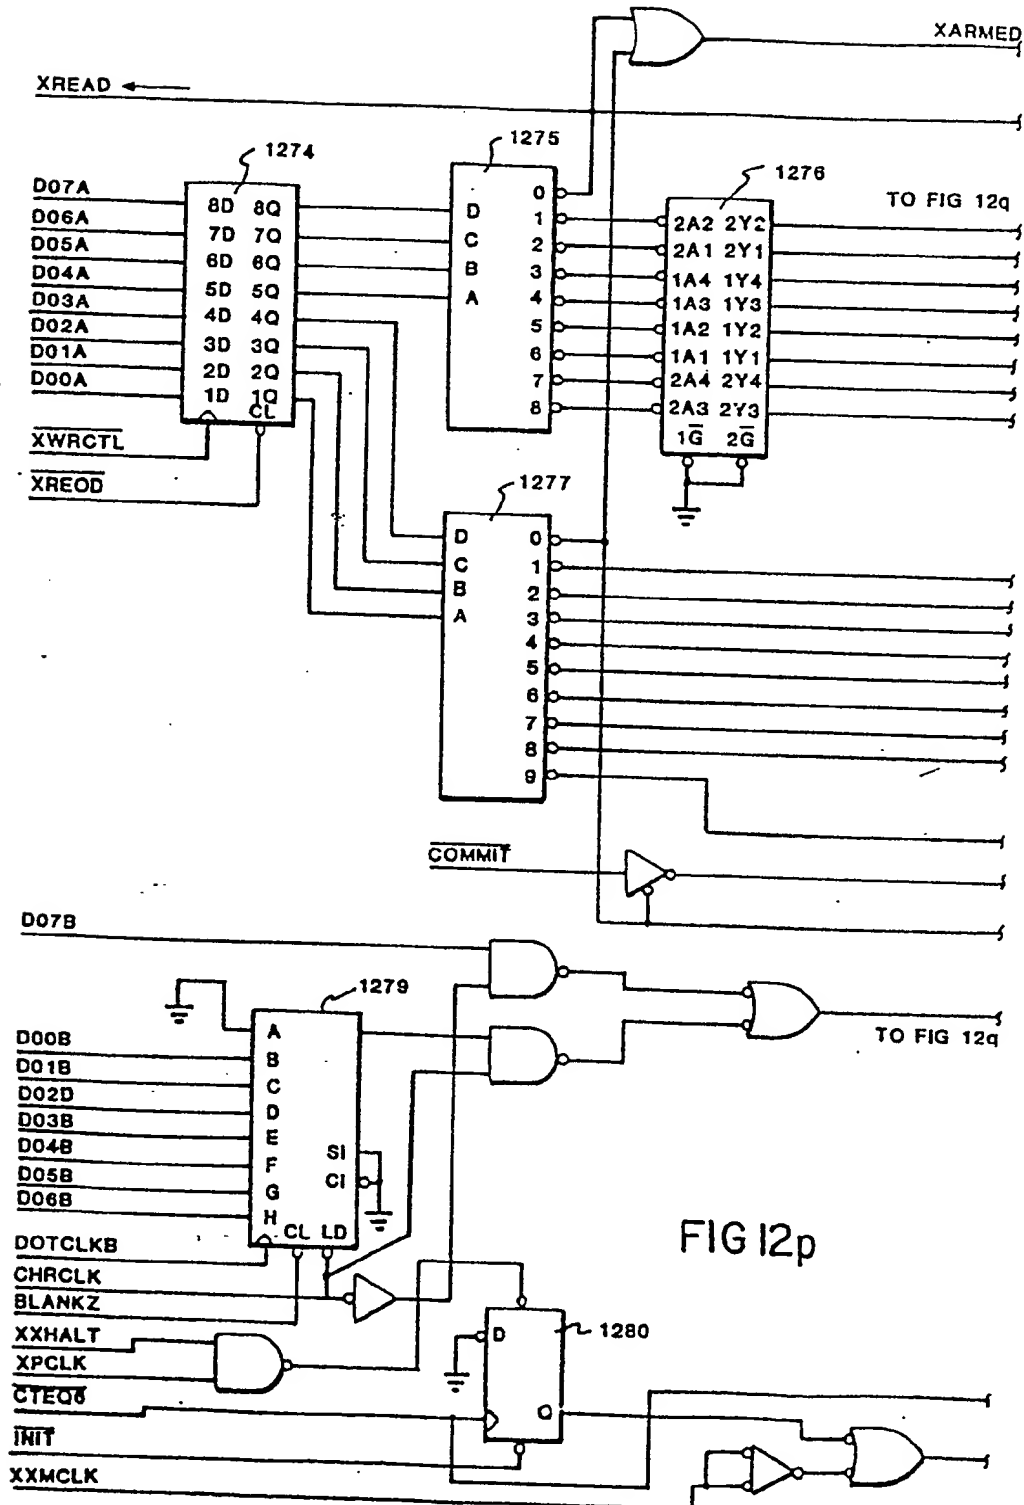 XARMED
XREAD
1275
1274
1276
TO FIG 12q
D07A
D06A
D05A
D04A
D03A
D02A
D01A
D00A
XWRCTL
XREOD
8D 8Q
7D 7Q
6D 6Q
5D 5Q
4D 4Q
3D 3Q
2D 2Q
1D 1Q
CL
D
C
B
A
0
1
2
3
4
5
6
7
8
2A2 2Y2
2A1 2Y1
1A4 1Y4
1A3 1Y3
1A2 1Y2
1A1 1Y1
2A4 2Y4
2A3 2Y3
1G 2G
1277
D
C
B
A
0
1
2
3
4
5
6
7
8
9
COMMIT
D07B
1279
TO FIG 12q
D00B
D01B
D02D
D03B
D04B
D05B
D06B
A
B
C
D
E
F
G
H
SI
CI
CL LD
FIG 12p
DOTCLKB
CHRCLK
BLANKZ
XXHALT
XPCLK
CTEQ6
INIT
XXMCLK
D
1280
Q